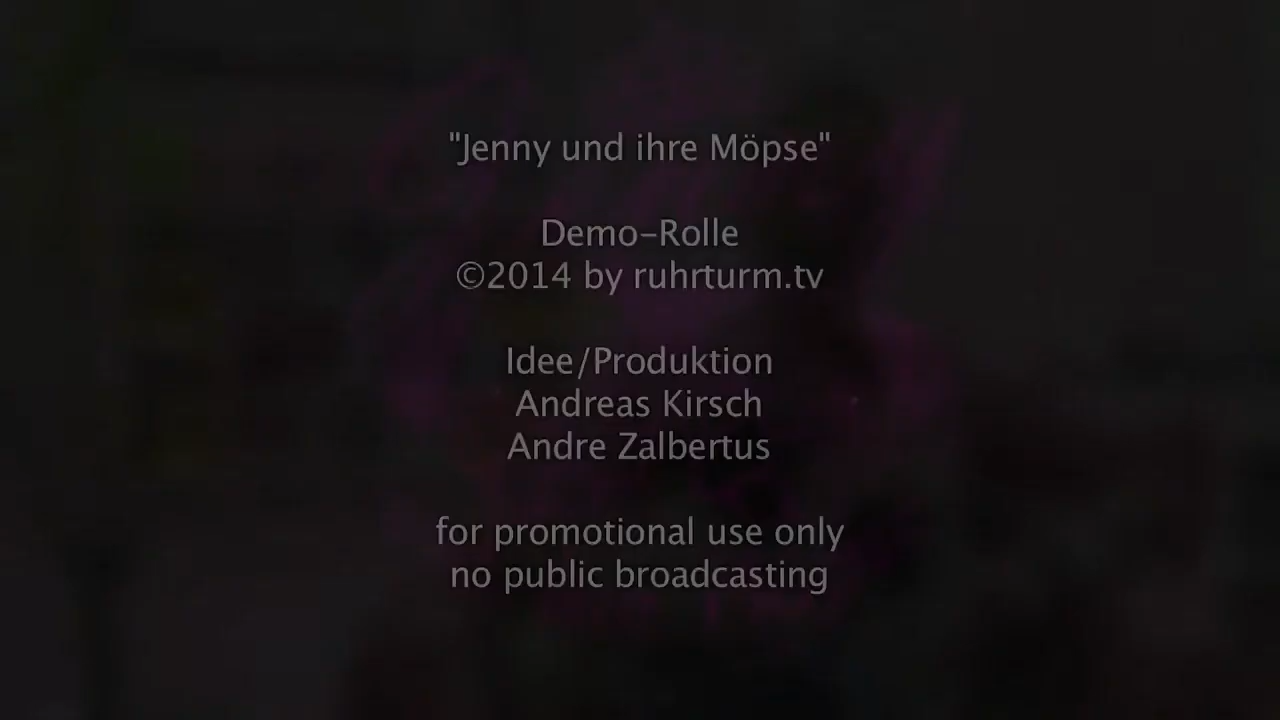 "Jenny und ihre Möpse"
Demo-Rolle
©2014 by ruhrturm.tv
Idee/Produktion
Andreas Kirsch
Andre Zalbertus
for promotional use only
no public broadcasting